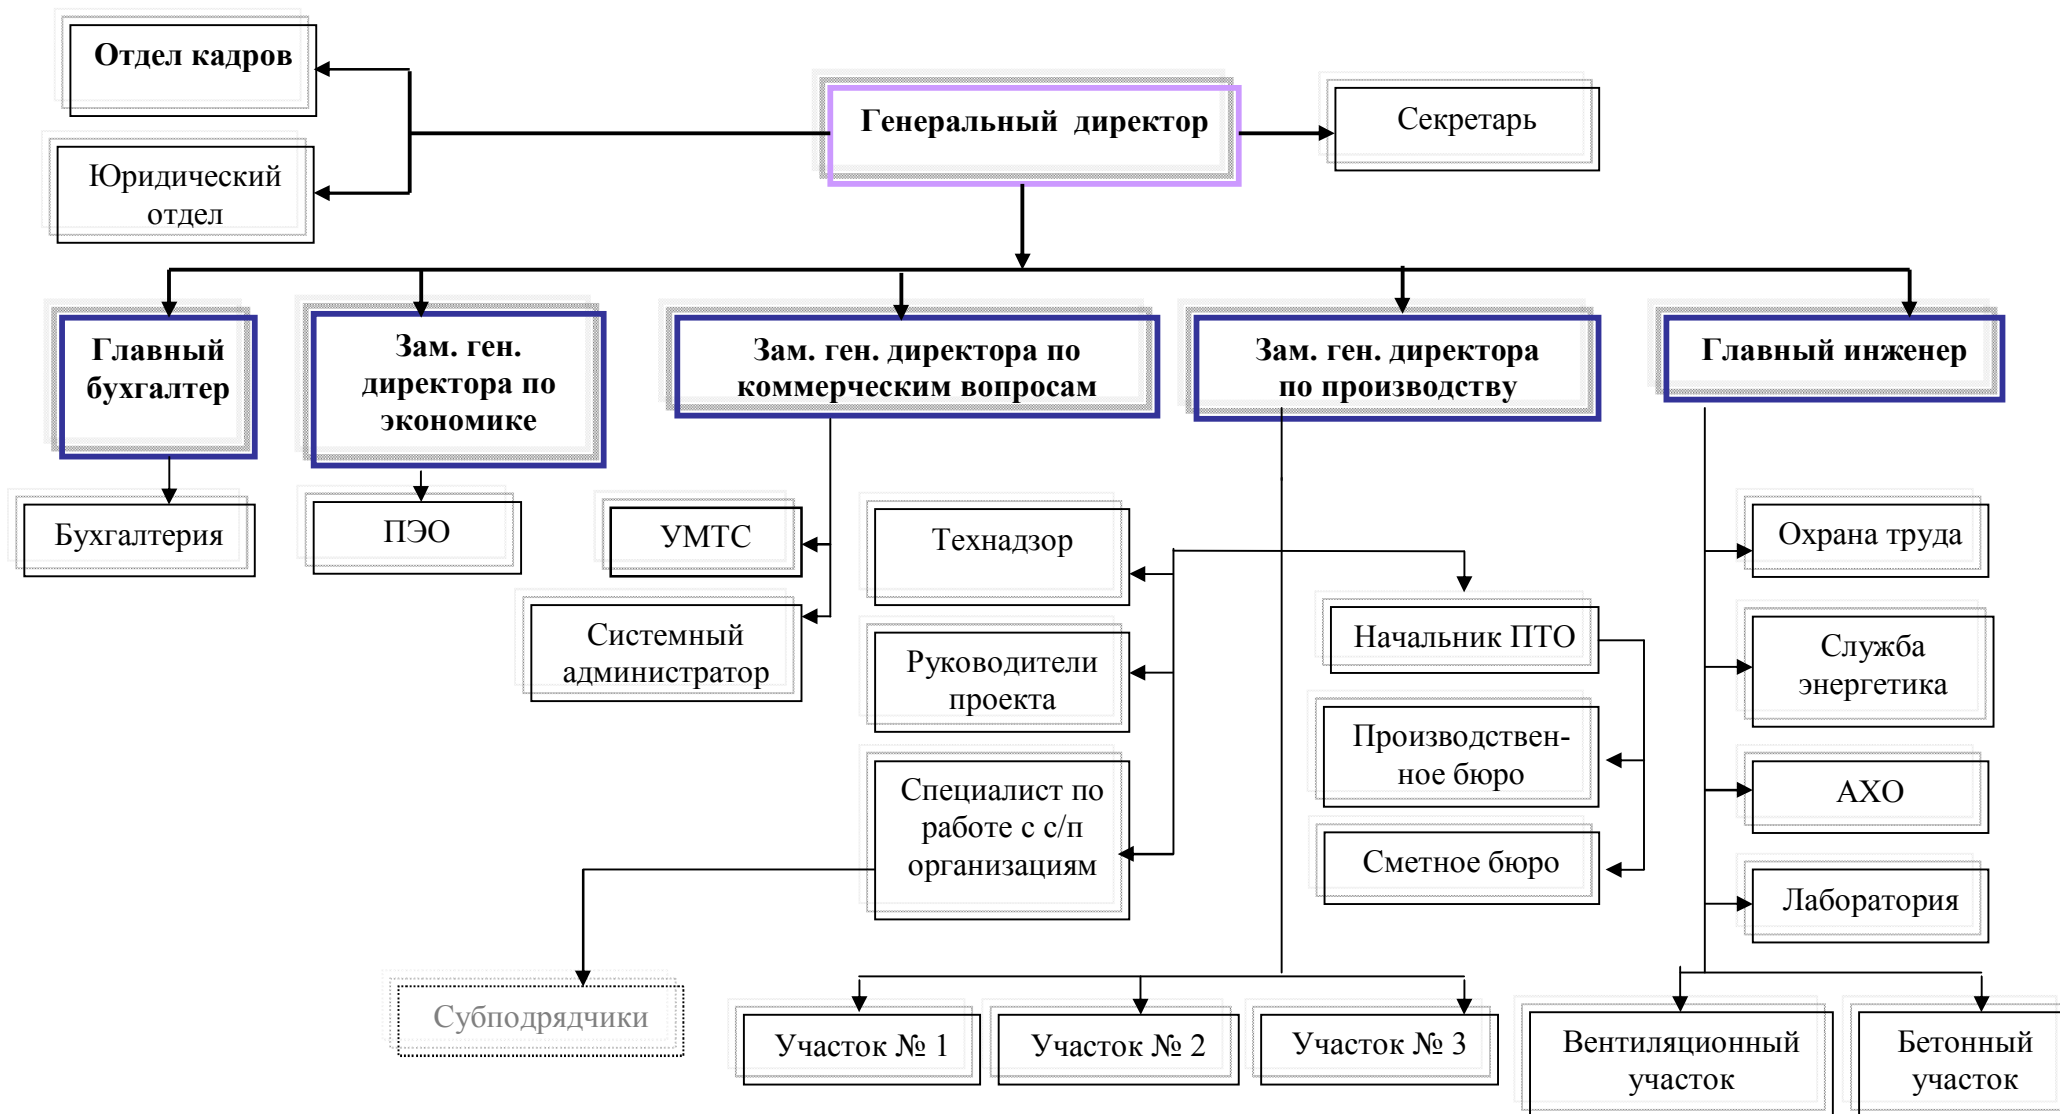 Отдел кадров
Генеральный директор
Секретарь
Юридический
отдел
Главный
бухгалтер
Зам. ген.
директора по
экономике
Зам. ген. директора по
коммерческим вопросам
Зам. ген. директора
по производству
Главный инженер
Бухгалтерия
ПЭО
УМТС
Технадзор
Охрана труда
Системный
администратор
Руководители
проекта
Начальник ПТО
Служба
энергетика
Производствен-
ное бюро
Специалист по
работе с с/п
организациям
АХО
Сметное бюро
Лаборатория
Субподрядчики
Участок № 1
Участок № 2
Участок № 3
Вентиляционный
участок
Бетонный
участок